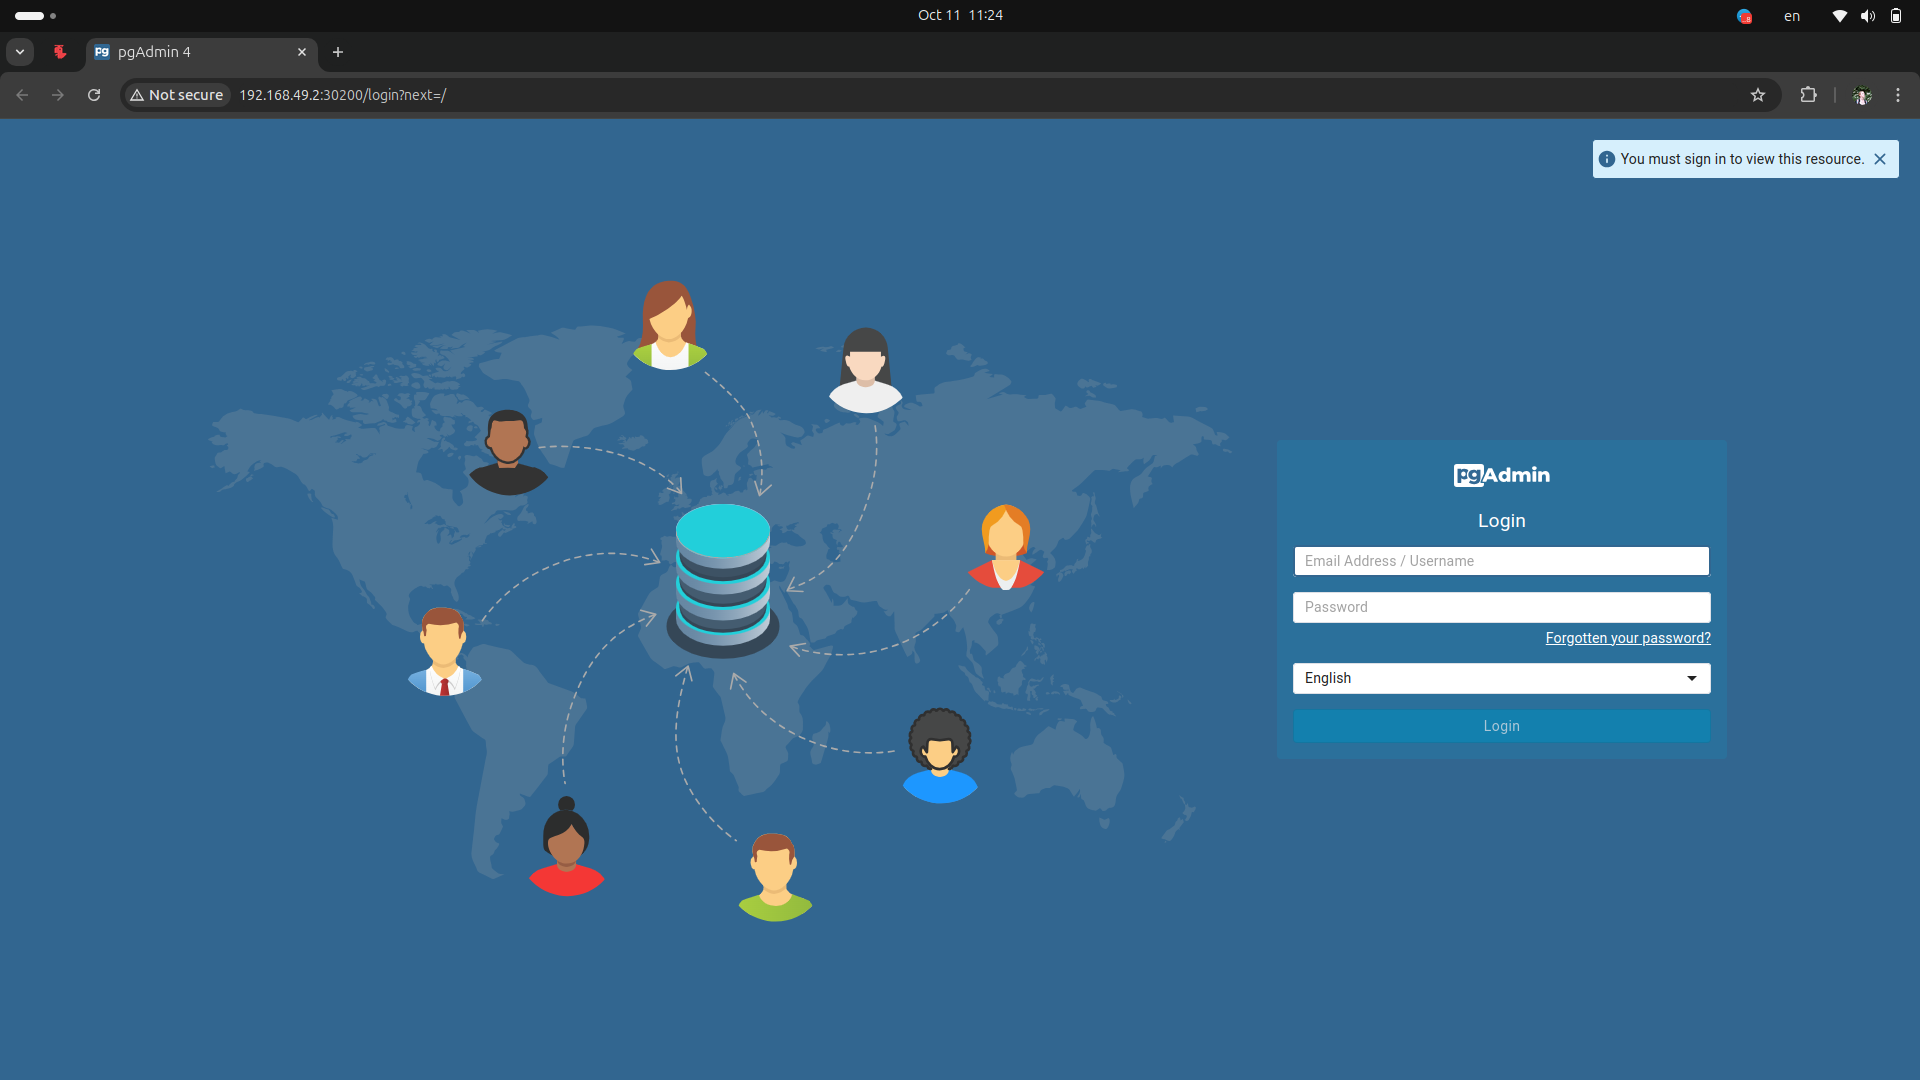 Oct 11 11:24
en
pg pgAdmin 4
Not secure 192.168.49.2:30200/login?next=/
You must sign in to view this resource.
pgAdmin
Login
Email Address / Username
Password
Forgotten your password?
English
Login